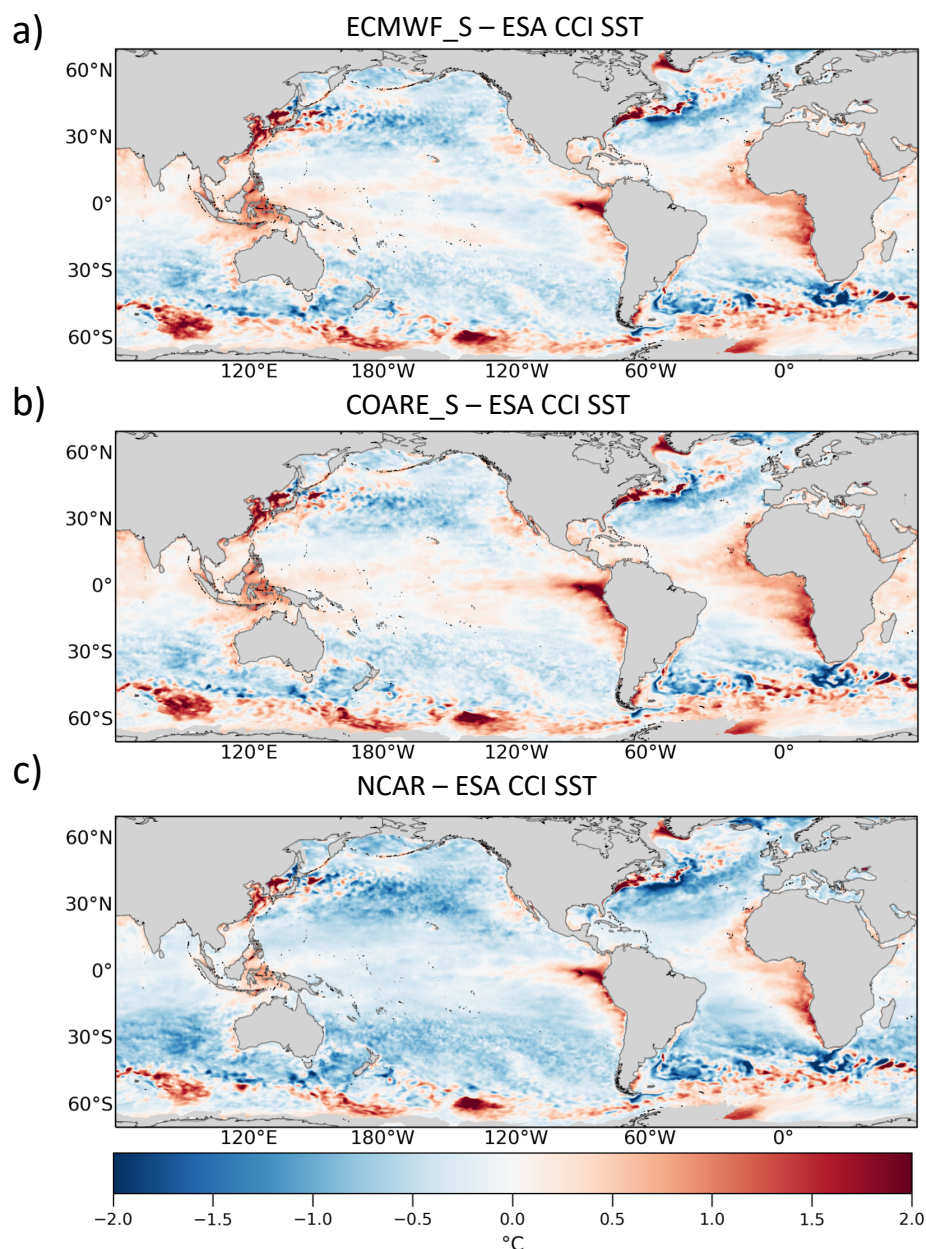 a)
ECMWF_S – ESA CCI SST
60°N
30°N
0°
30°S
60°S
120°E 180°W 120°W 60°W 0°
b)
COARE_S – ESA CCI SST
60°N
30°N
0°
30°S
60°S
120°E 180°W 120°W 60°W 0°
c)
NCAR – ESA CCI SST
60°N
30°N
0°
30°S
60°S
120°E 180°W 120°W 60°W 0°
−2.0 −1.5 −1.0 −0.5 0.0 0.5 1.0 1.5 2.0
°C